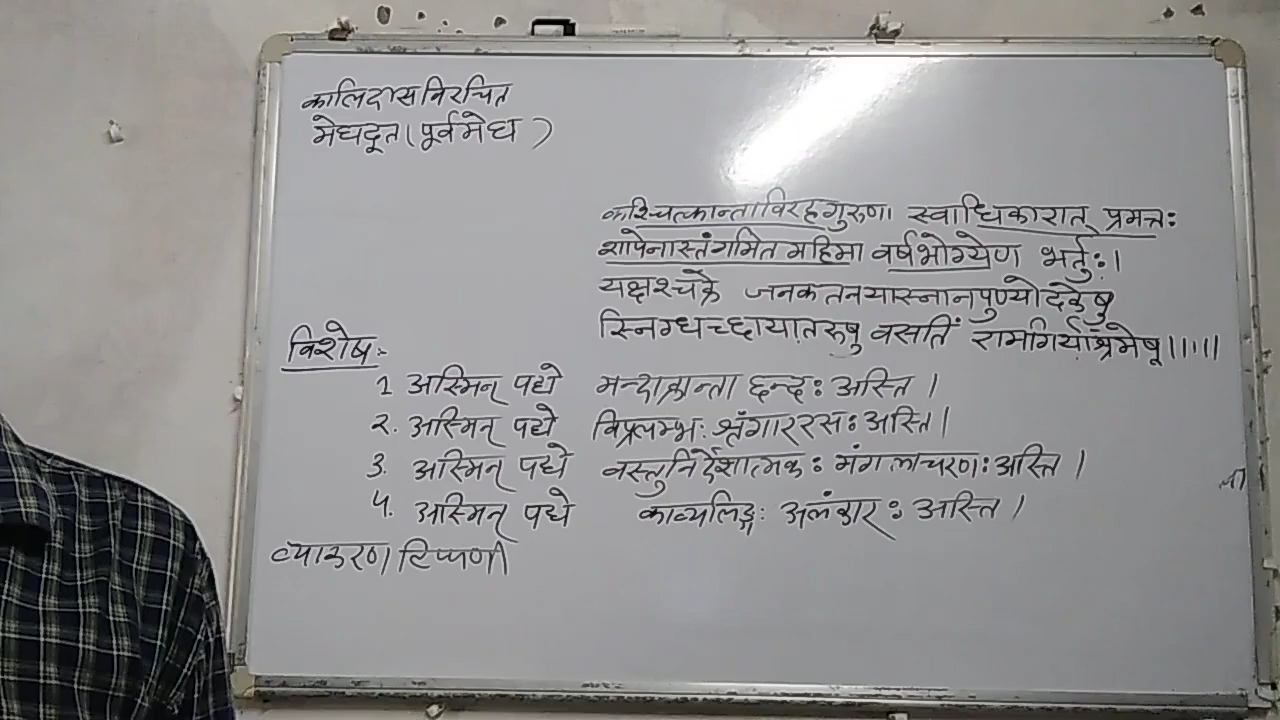 कालिदास विरचित
मेघदूत (पूर्वमेघ)
कश्चित्कान्ताविरहगुरुणा स्वाधिकारात् प्रमत्तः
शापेनास्तंगमित महिमा वर्षभोग्येण भर्तुः।
यक्षश्चक्रे जनकतनयास्नानपुण्योदकेषु
स्निग्धच्छायातरुषु वसतिं रामगिर्याश्रमेषू।।1।।
विशेषः-
1 अस्मिन् पद्ये मन्दाक्रान्ता छन्दः अस्ति।
2. अस्मिन् पद्ये विप्रलम्भः श्रृंगाररसः अस्ति।
3. अस्मिन् पद्ये वस्तुनिर्देशात्मकः मंगलाचरणः अस्ति।
4. अस्मिन् पद्ये काव्यलिङ्गः अलंकारः अस्ति।
व्याकरण टिप्पणी